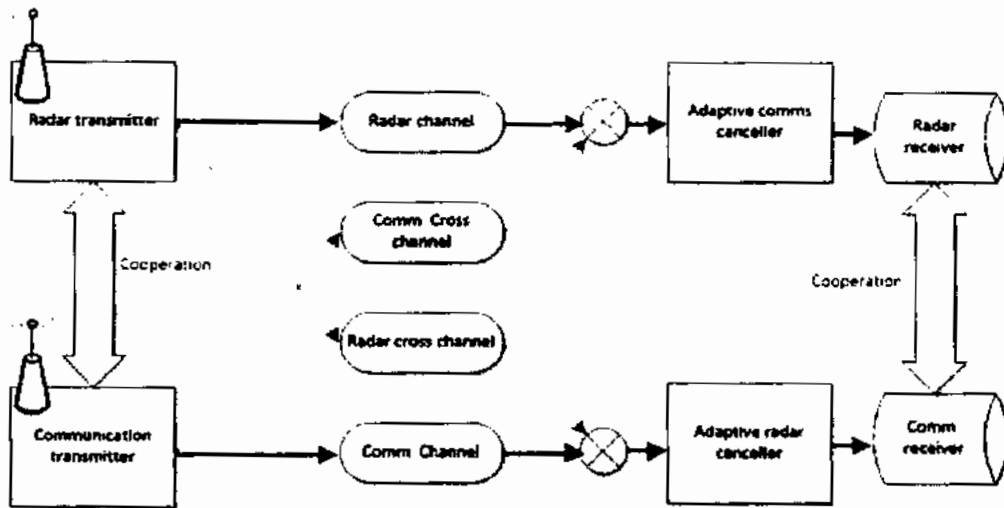 Radar transmitter
Radar channel
Adaptive comms
canceller
Radar
receiver
Comm Cross
channel
Cooperation
Cooperation
Radar cross channel
Communication
transmitter
Comm Channel
Adaptive radar
canceller
Comm
receiver